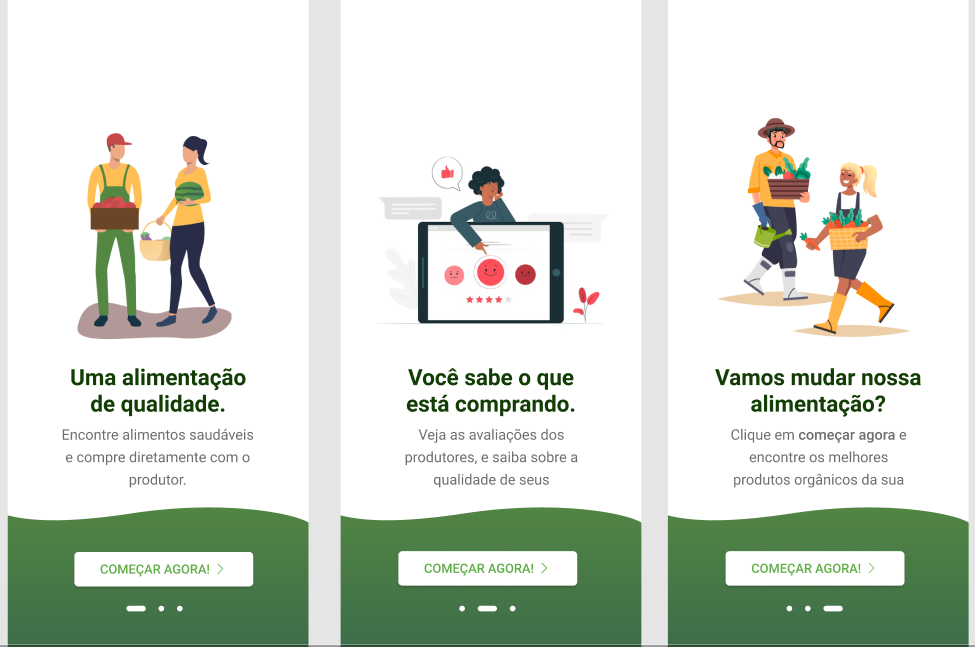 Uma alimentação
de qualidade.
Encontre alimentos saudáveis
e compre diretamente com o
produtor.
COMEÇAR AGORA!
Você sabe o que
está comprando.
Veja as avaliações dos
produtores, e saiba sobre a
qualidade de seus
COMEÇAR AGORA!
Vamos mudar nossa
alimentação?
Clique em começar agora e
encontre os melhores
produtos orgânicos da sua
COMEÇAR AGORA!